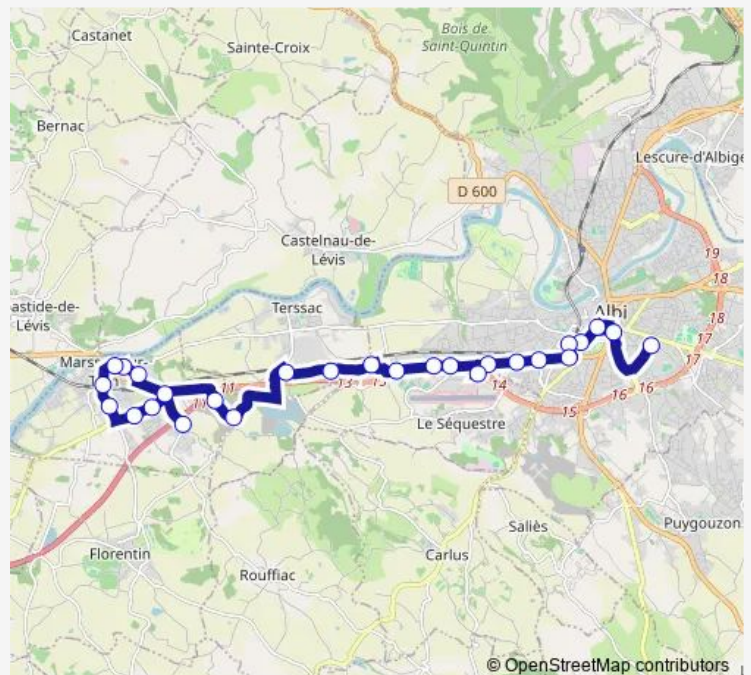 Castanet
Sainte-Croix
Bois de
Saint-Quintin
Bernac
Lescure-d'Albige
D 600
Castelnau-de-
Lévis
19
18
astide-de-
Lévis
Terssac
Albi
18
17
11
13
14
16
16
15
Le Séquestre
Saliès
Puygouzon
Florentin
Carlus
Rouffiac
© OpenStreetMap contributors